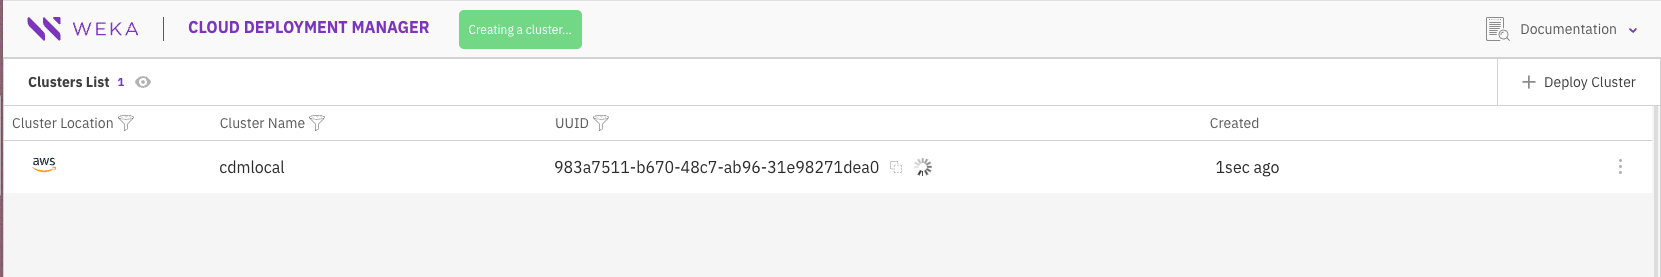 WEKA CLOUD DEPLOYMENT MANAGER Creating a cluster... Documentation
Clusters List 1 + Deploy Cluster
Cluster Location Cluster Name UUID Created
aws cdmlocal 983a7511-b670-48c7-ab96-31e98271dea0 1sec ago